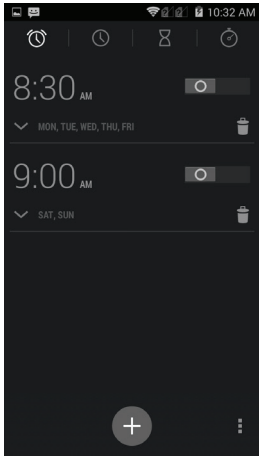 10:32 AM
8:30 AM
MON, TUE, WED, THU, FRI
9:00 AM
SAT, SUN